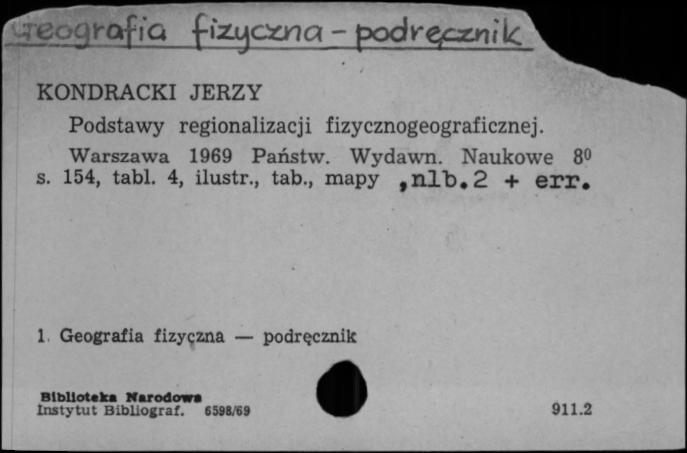 Geografia fizyczna - podręcznik
KONDRACKI JERZY
Podstawy regionalizacji fizycznogeograficznej.
Warszawa 1969 Państw. Wydawn. Naukowe 8⁰
s. 154, tabl. 4, ilustr., tab., mapy ,nlb.2 + err.
1. Geografia fizyczna — podręcznik
Biblioteka Narodowa
Instytut Bibliograf. 6598/69
911.2